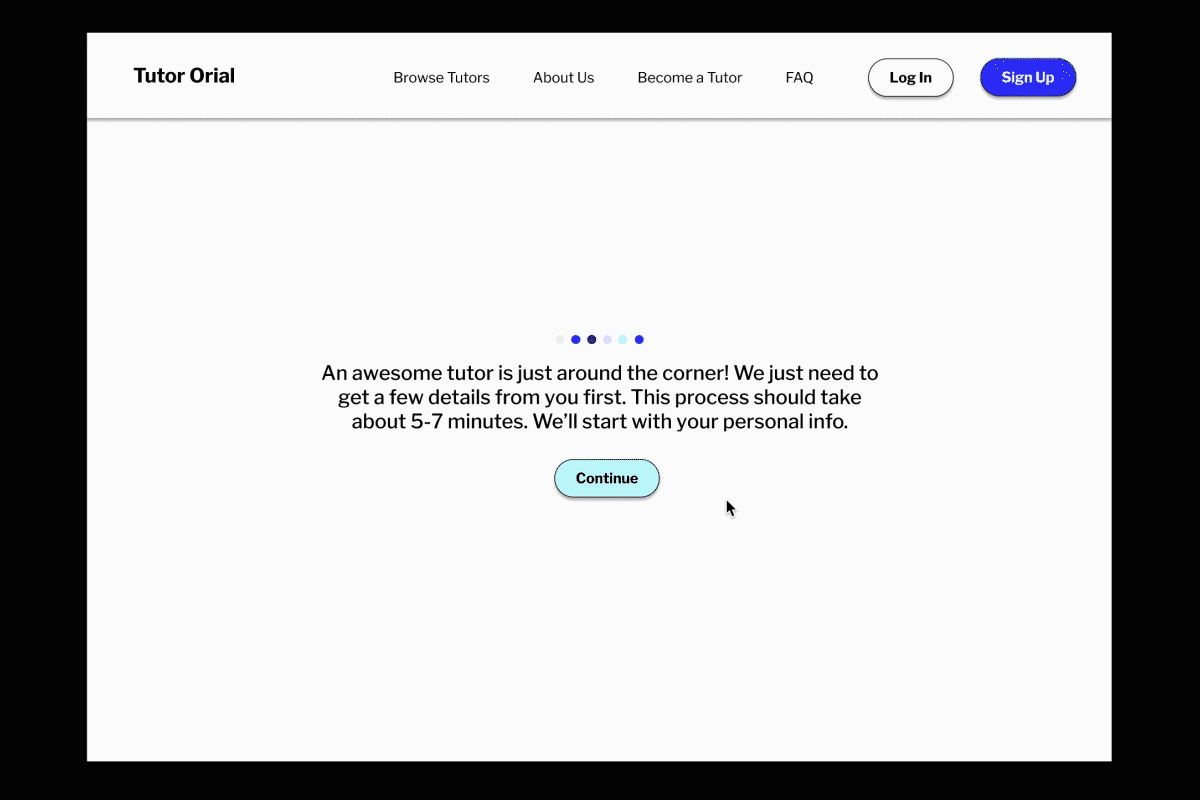 Tutor Orial
Browse Tutors
About Us
Become a Tutor
FAQ
Log In
Sign Up
An awesome tutor is just around the corner! We just need to
get a few details from you first. This process should take
about 5-7 minutes. We’ll start with your personal info.
Continue